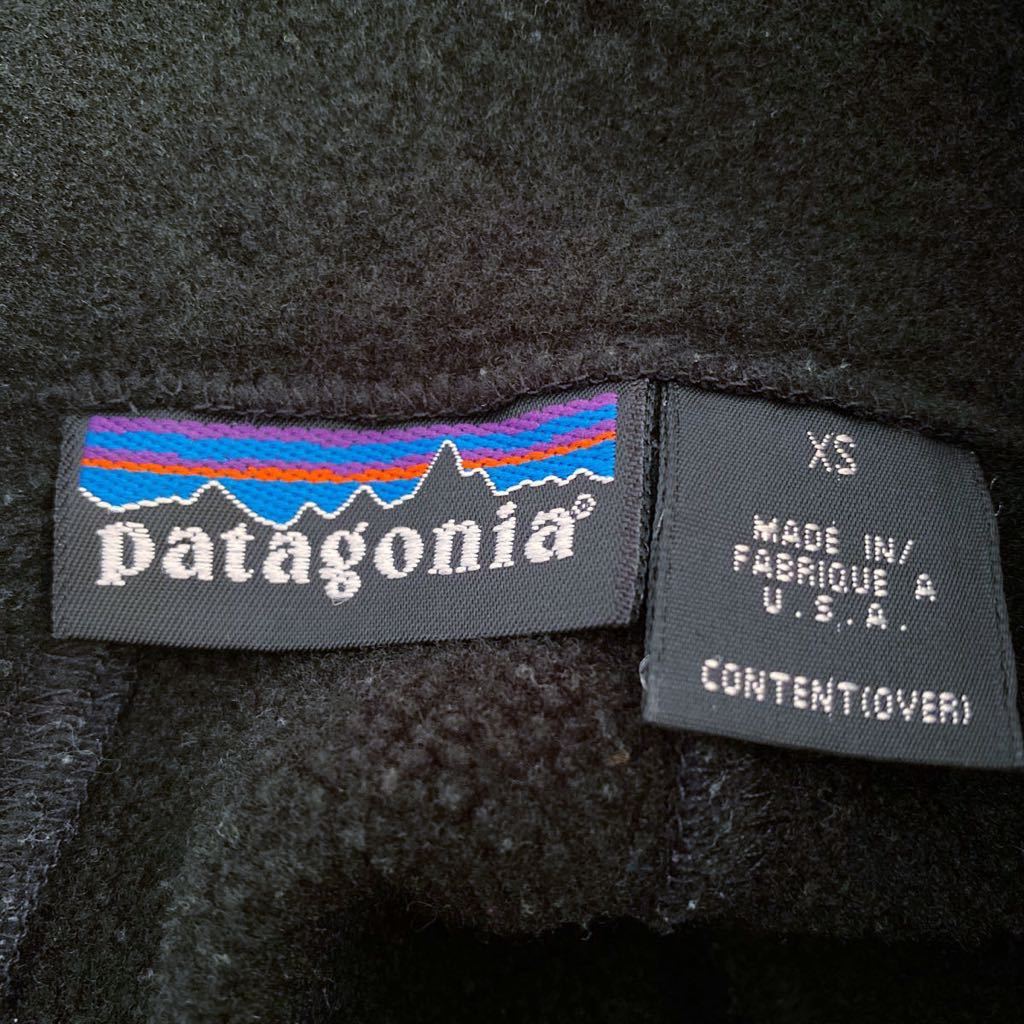 patagonia®
XS
MADE IN/
FABRIQUE A
U.S.A.
CONTENT(OVER)